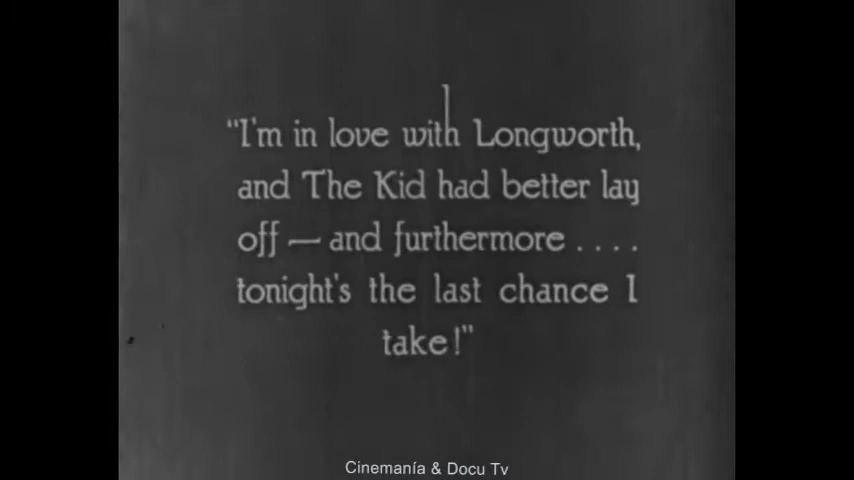 "I'm in love with Longworth,
and The Kid had better lay
off — and furthermore ....
tonight's the last chance I
take!"
Cinemanía & Docu Tv